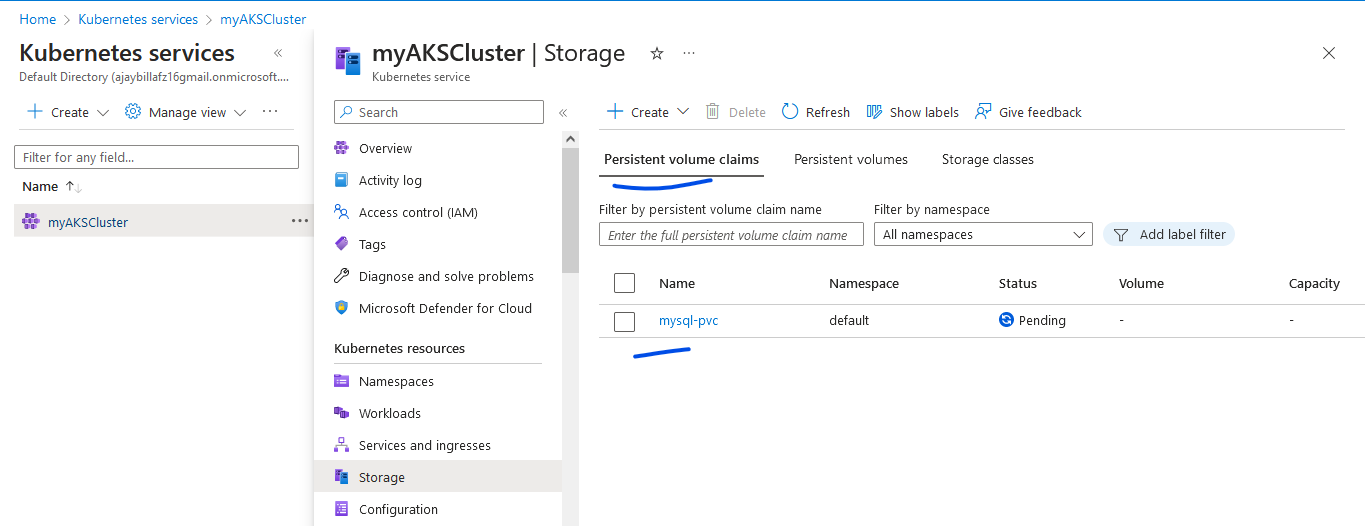 Home > Kubernetes services > myAKSCluster
Kubernetes services «
Default Directory (ajaybillafz16gmail.onmicrosoft....
Create Manage view ...
Filter for any field...
Name ↑↓
myAKSCluster ...
myAKSCluster | Storage ...
Kubernetes service
Search «
Overview
Activity log
Access control (IAM)
Tags
Diagnose and solve problems
Microsoft Defender for Cloud
Kubernetes resources
Namespaces
Workloads
Services and ingresses
Storage
Configuration
Create Delete Refresh Show labels Give feedback
Persistent volume claims Persistent volumes Storage classes
Filter by persistent volume claim name Filter by namespace
Enter the full persistent volume claim name All namespaces Add label filter
Name Namespace Status Volume Capacity
mysql-pvc default Pending - -